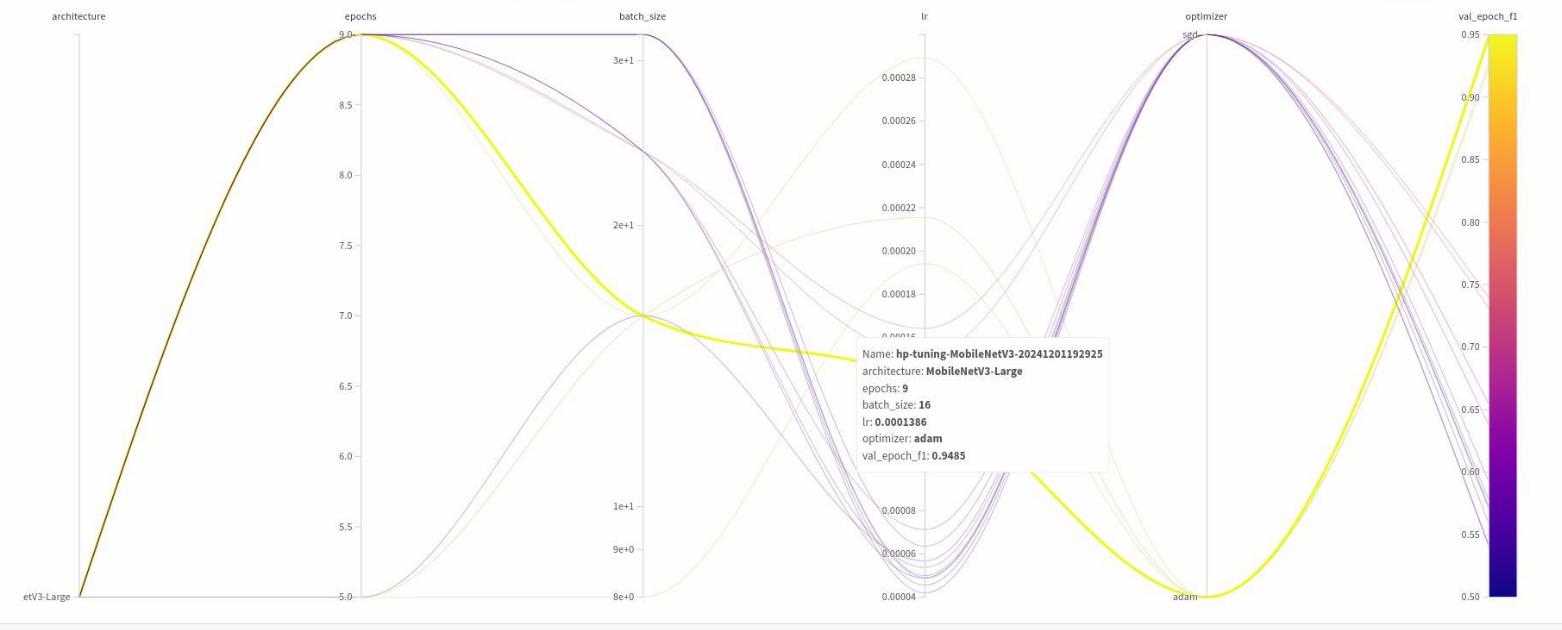 architecture
epochs
batch_size
lr
optimizer
val_epoch_f1
etV3-Large
9.0
8.5
8.0
7.5
7.0
6.5
6.0
5.5
5.0
3e+1
2e+1
1e+1
9e+0
8e+0
0.00028
0.00026
0.00024
0.00022
0.00020
0.00018
0.00016
0.00008
0.00006
0.00004
Name: hp-tuning-MobileNetV3-20241201192925
architecture: MobileNetV3-Large
epochs: 9
batch_size: 16
lr: 0.0001386
optimizer: adam
val_epoch_f1: 0.9485
sgd
adam
0.95
0.90
0.85
0.80
0.75
0.70
0.65
0.60
0.55
0.50